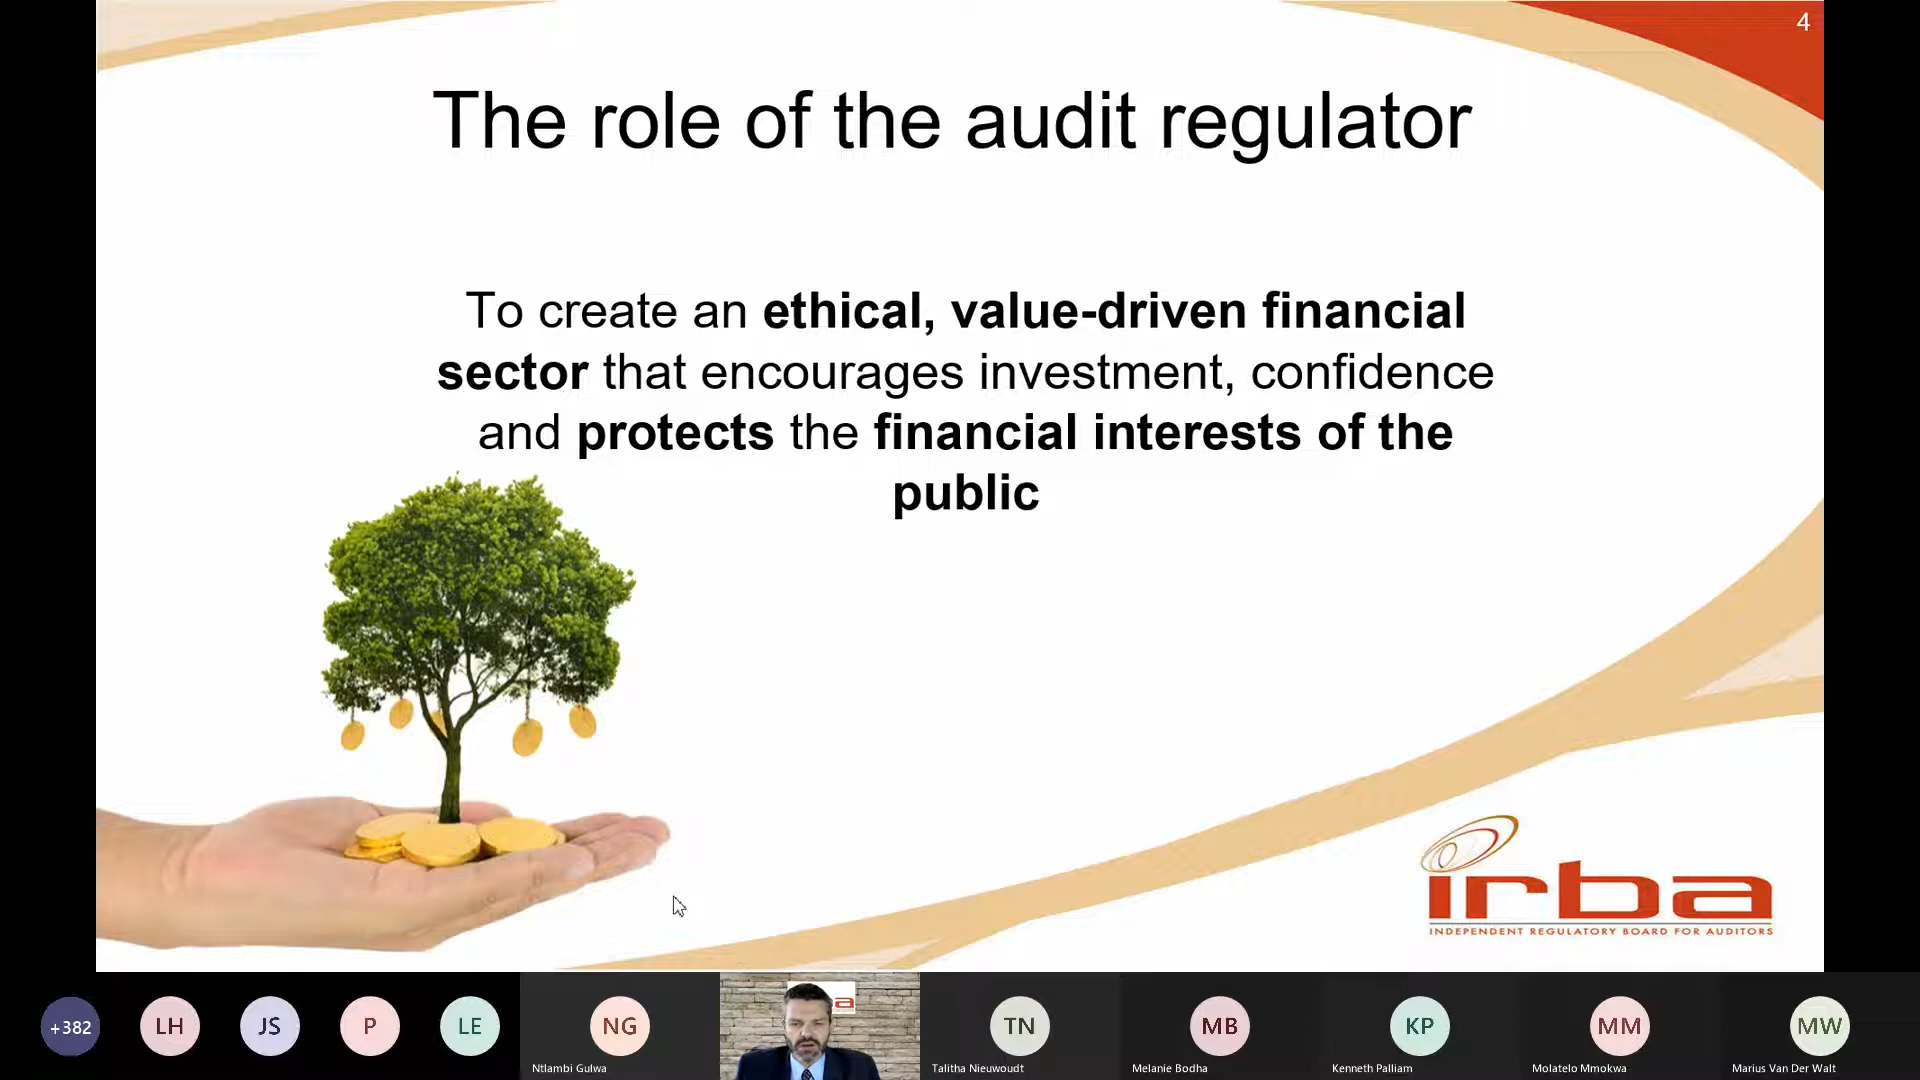 4
The role of the audit regulator
To create an ethical, value-driven financial
sector that encourages investment, confidence
and protects the financial interests of the
public
irba
INDEPENDENT REGULATORY BOARD FOR AUDITORS
+382
LH
JS
P
LE
NG
a
TN
MB
KP
MM
MW
Ntlambi Gulwa
Talitha Nieuwoudt
Melanie Bodha
Kenneth Palliam
Molatelo Mmokwa
Marius Van Der Walt